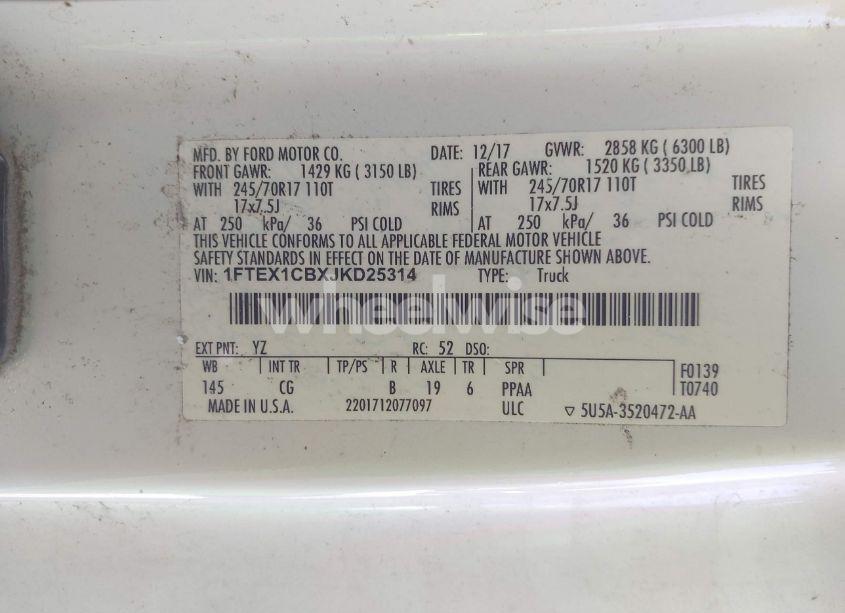 MFD. BY FORD MOTOR CO. DATE: 12/17 GVWR: 2858 KG ( 6300 LB)
FRONT GAWR: 1429 KG ( 3150 LB) REAR GAWR: 1520 KG ( 3350 LB)
WITH 245/70R17 110T TIRES WITH 245/70R17 110T TIRES
17x7.5J RIMS 17x7.5J RIMS
AT 250 kPa/ 36 PSI COLD AT 250 kPa/ 36 PSI COLD
THIS VEHICLE CONFORMS TO ALL APPLICABLE FEDERAL MOTOR VEHICLE
SAFETY STANDARDS IN EFFECT ON THE DATE OF MANUFACTURE SHOWN ABOVE.
VIN: 1FTEX1CBXJKD25314 TYPE: Truck
wheelwise
EXT PNT: YZ RC: 52 DSO:
WB INT TR TP/PS R AXLE TR SPR F0139
145 CG B 19 6 PPAA T0740
MADE IN U.S.A. 2201712077097 ULC ▽ 5U5A-3520472-AA